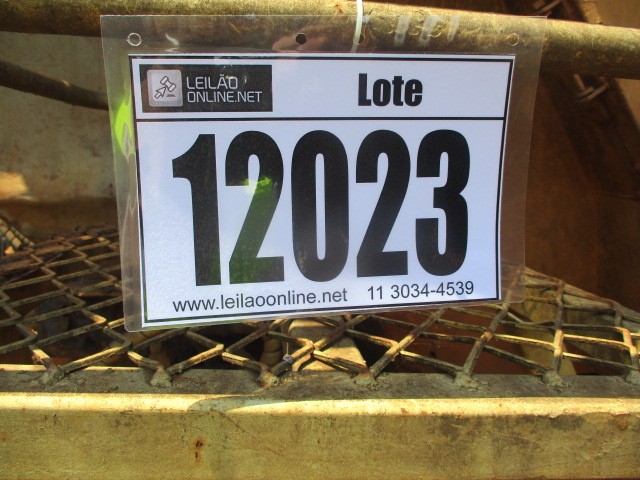 LEILÃO
ONLINE.NET
Lote
12023
www.leilaoonline.net 11 3034-4539